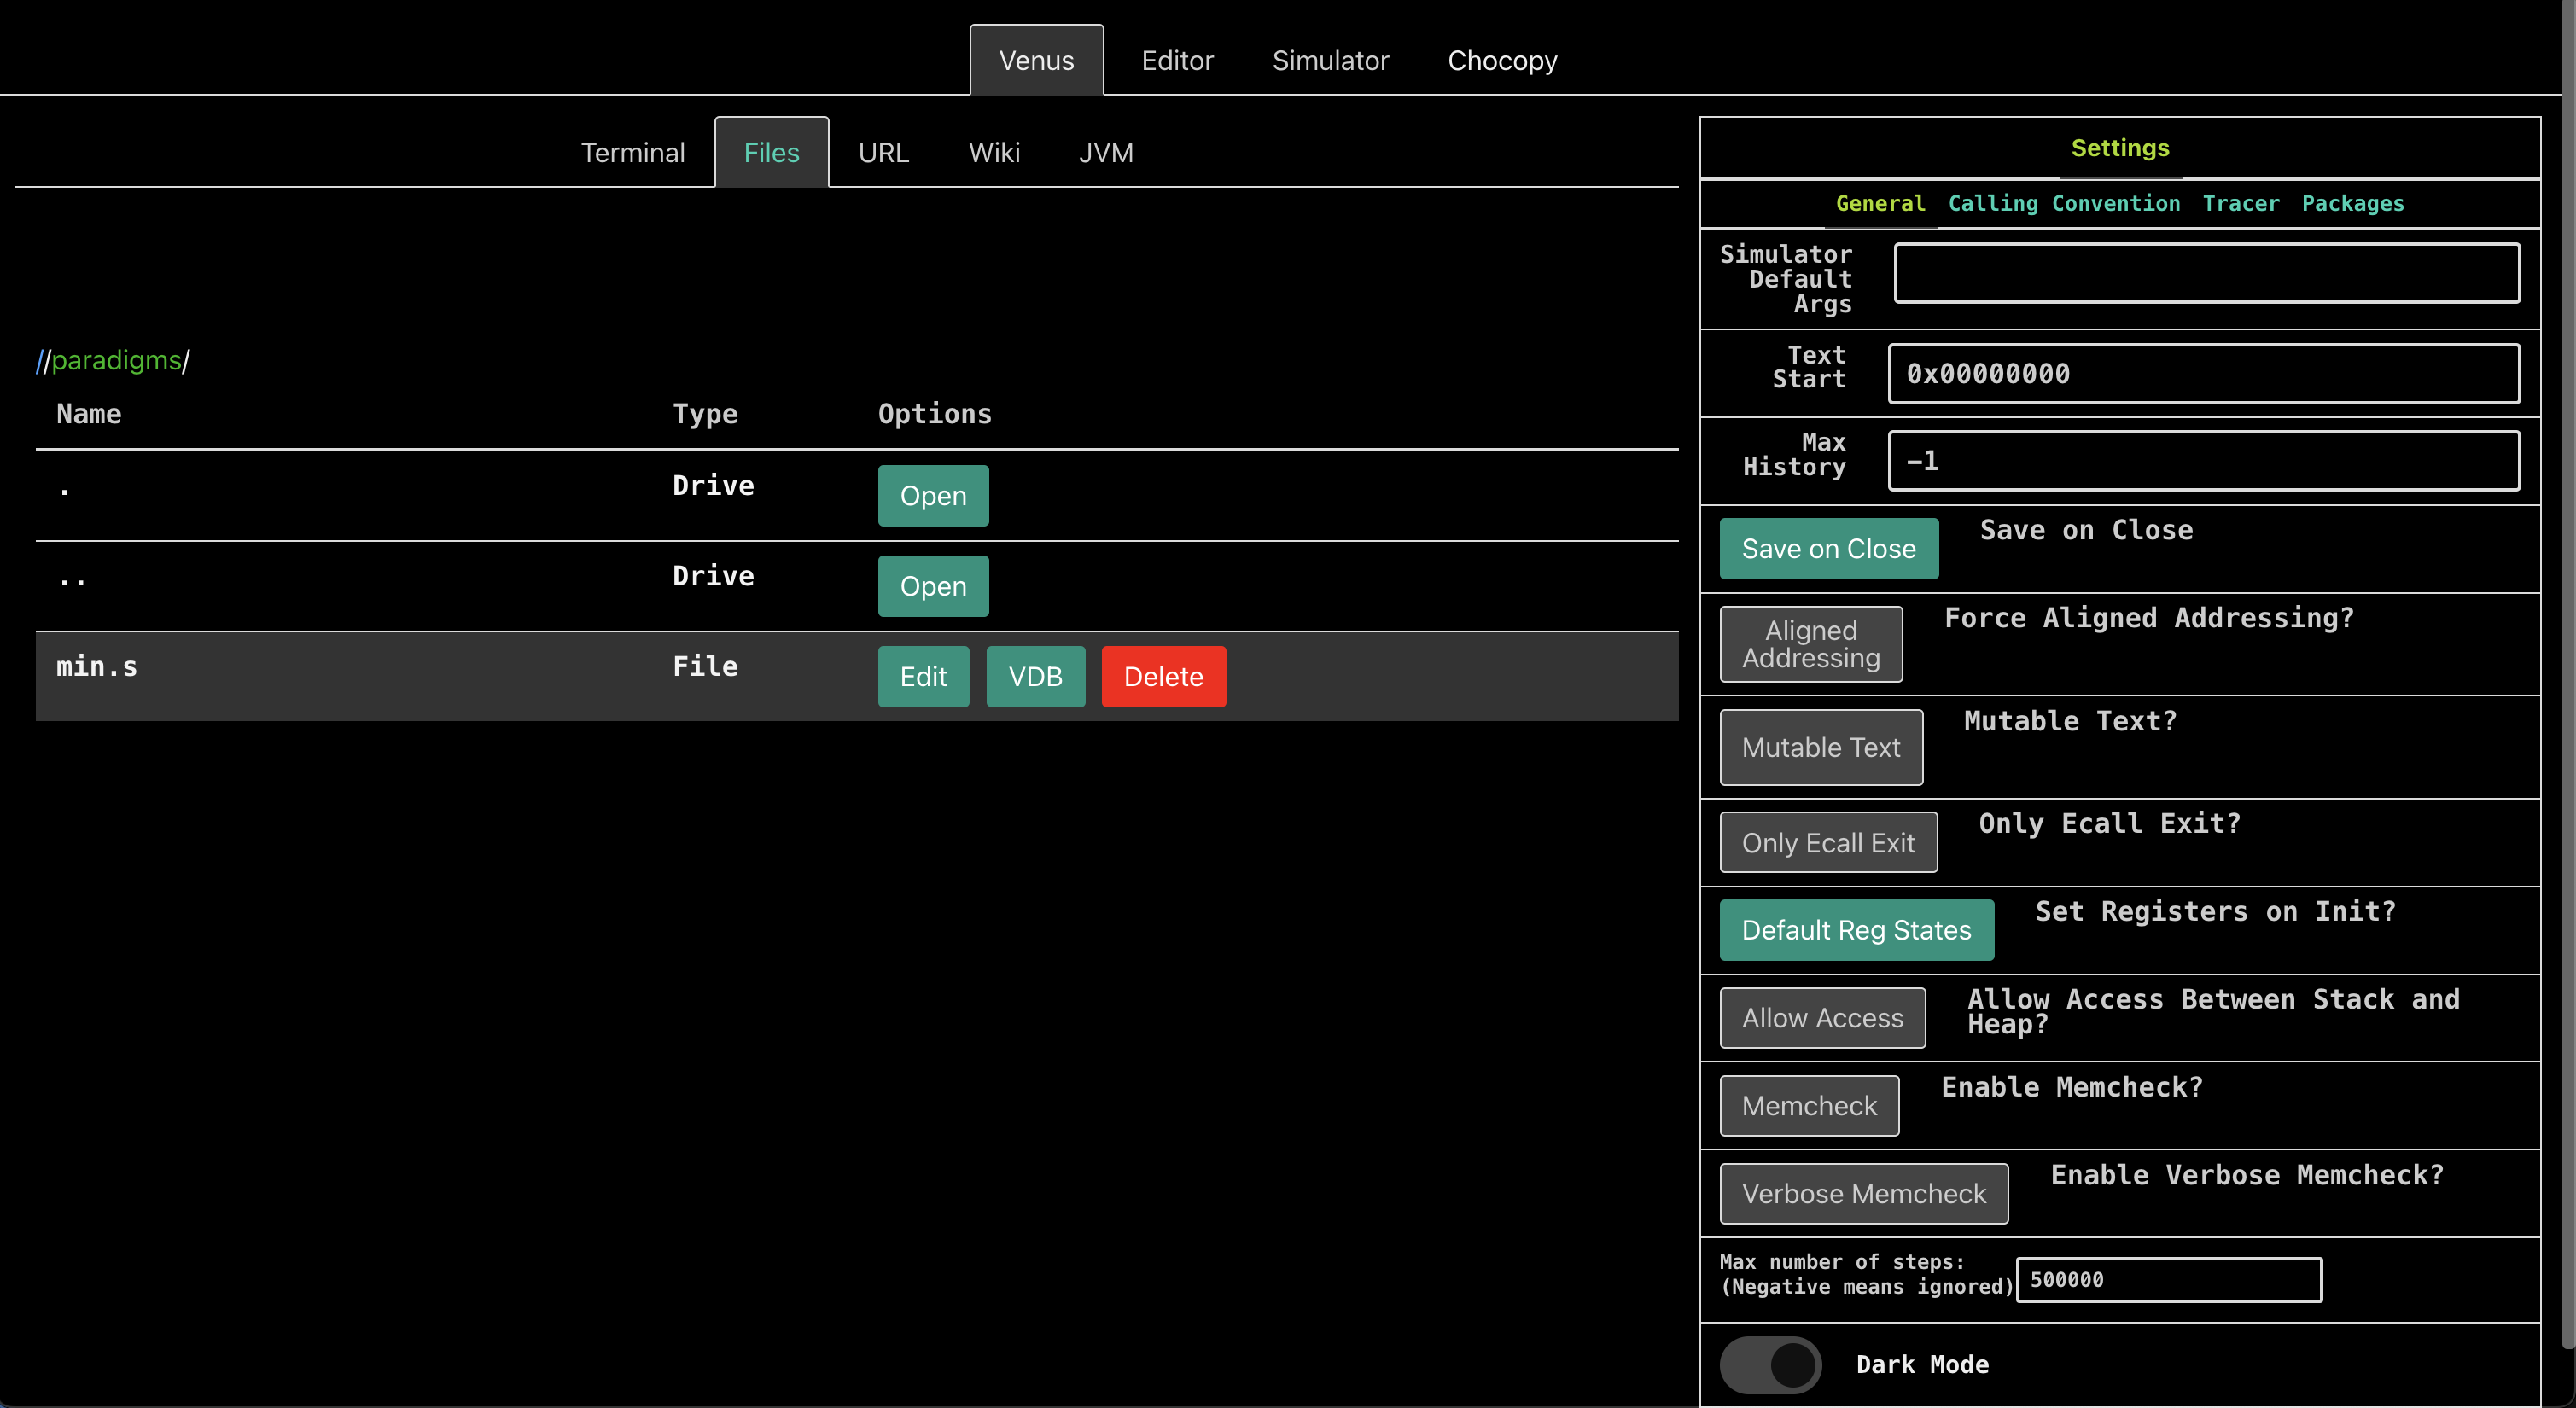 Venus Editor Simulator Chocopy
Terminal Files URL Wiki JVM
//paradigms/
Name Type Options
. Drive Open
.. Drive Open
min.s File Edit VDB Delete
Settings
General Calling Convention Tracer Packages
Simulator
Default
Args
Text
Start
0x00000000
Max
History
−1
Save on Close Save on Close
Aligned
Addressing
Force Aligned Addressing?
Mutable Text Mutable Text?
Only Ecall Exit Only Ecall Exit?
Default Reg States Set Registers on Init?
Allow Access
Allow Access Between Stack and
Heap?
Memcheck Enable Memcheck?
Verbose Memcheck Enable Verbose Memcheck?
Max number of steps:
(Negative means ignored) 500000
Dark Mode